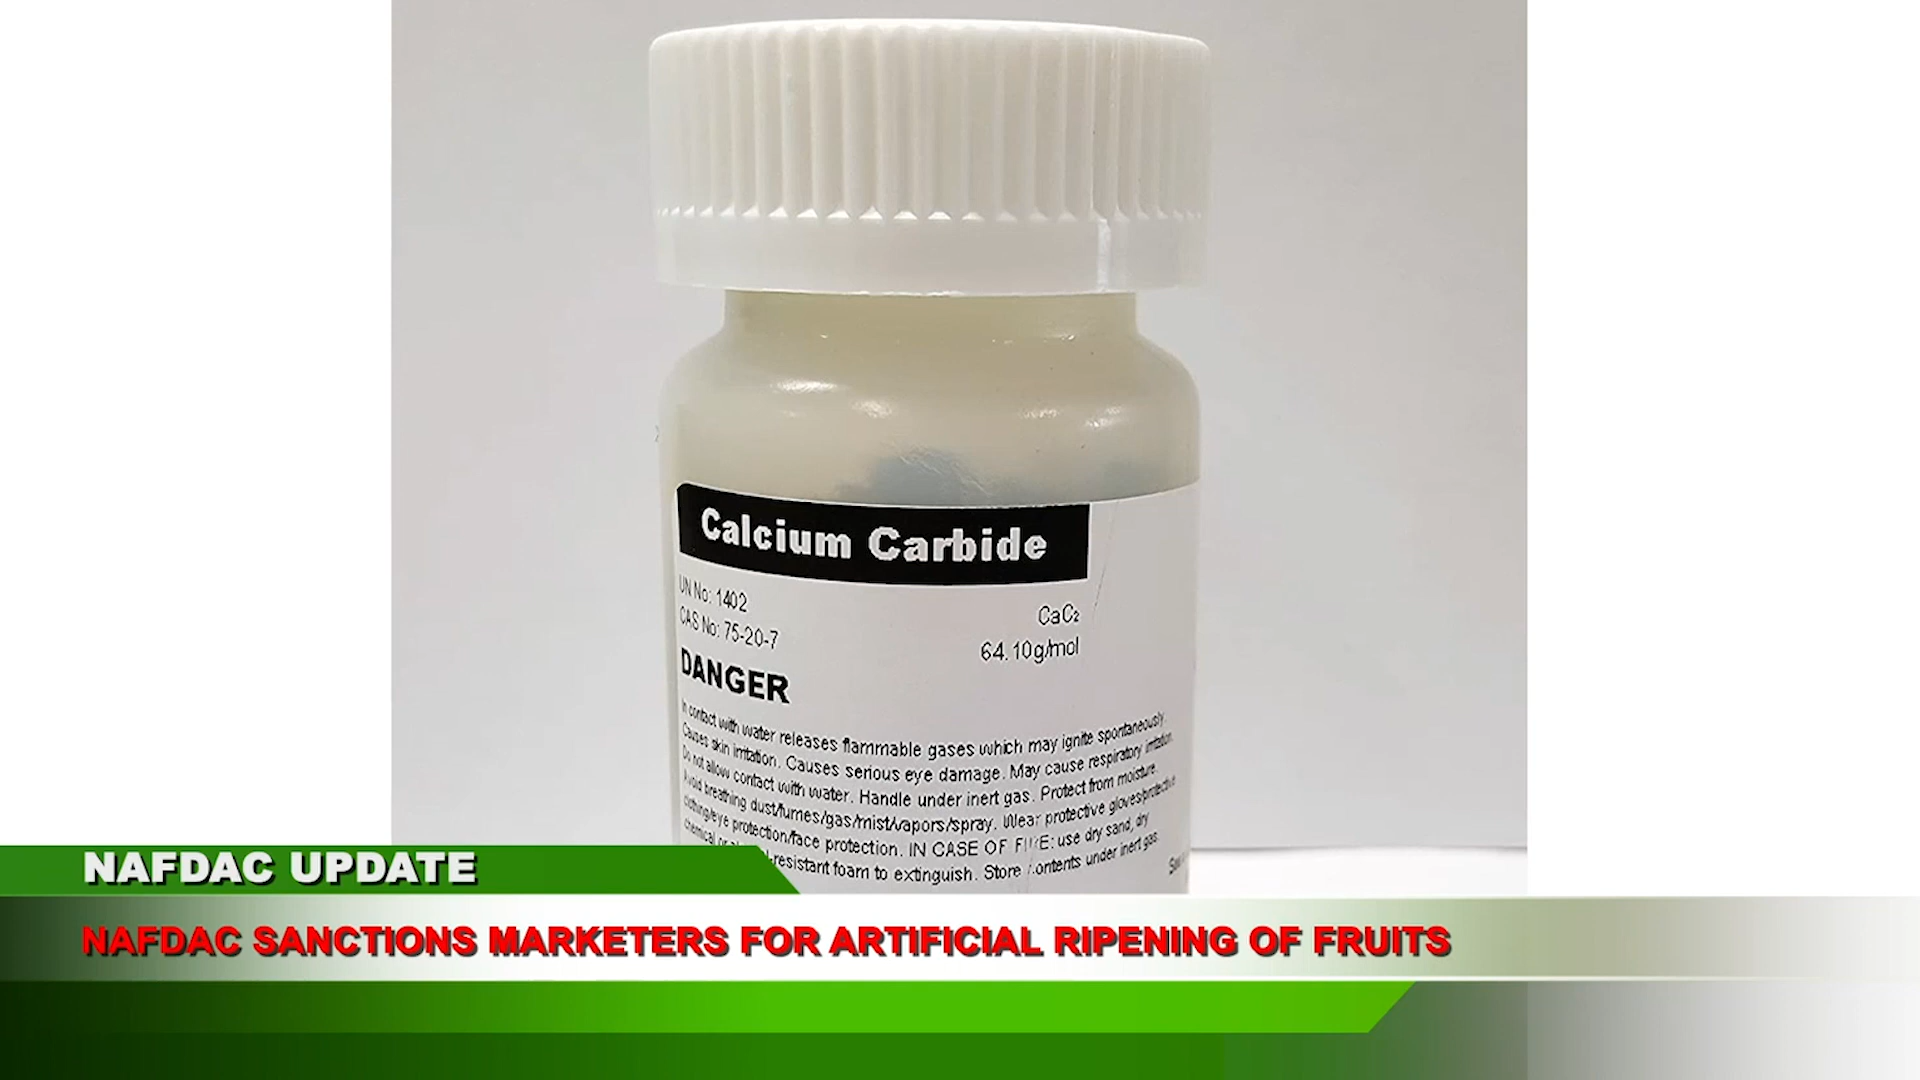 Calcium Carbide
UN No: 1402
CaC₂
CAS No: 75-20-7
64.10g/mol
DANGER
In contact with water releases flammable gases which may ignite spontaneously.
Causes skin irritation. Causes serious eye damage. May cause respiratory irritation.
Do not allow contact with water. Handle under inert gas. Protect from moisture.
Avoid breathing dust/fumes/gas/mist/vapors/spray. Wear protective gloves/protective
clothing/eye protection/face protection. IN CASE OF FIRE: use dry sand, dry
chemical or resistant foam to extinguish. Store contents under inert gas.
NAFDAC UPDATE
NAFDAC SANCTIONS MARKETERS FOR ARTIFICIAL RIPENING OF FRUITS